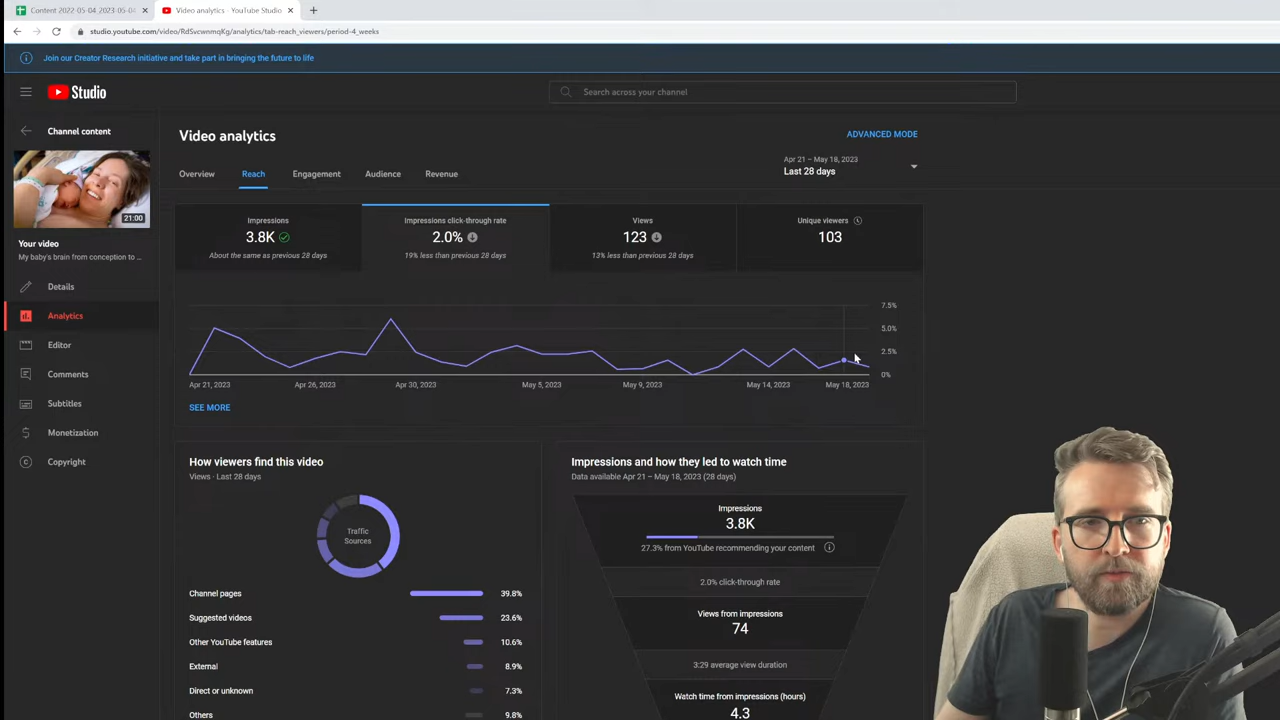 Content 2022-05-04_2023-05-04
Video analytics - YouTube Studio
studio.youtube.com/video/RdSvcwnmqKg/analytics/tab-reach_viewers/period-4_weeks
Join our Creator Research initiative and take part in bringing the future to life
Studio
Search across your channel
Channel content
21:00
Your video
My baby's brain from conception to ...
Details
Analytics
Editor
Comments
Subtitles
Monetization
Copyright
Video analytics
ADVANCED MODE
Overview
Reach
Engagement
Audience
Revenue
Apr 21 – May 18, 2023
Last 28 days
Impressions
3.8K
About the same as previous 28 days
Impressions click-through rate
2.0%
19% less than previous 28 days
Views
123
13% less than previous 28 days
Unique viewers
103
7.5%
5.0%
2.5%
0%
Apr 21, 2023
Apr 26, 2023
Apr 30, 2023
May 5, 2023
May 9, 2023
May 14, 2023
May 18, 2023
SEE MORE
How viewers find this video
Views · Last 28 days
Traffic
Sources
Channel pages 39.8%
Suggested videos 23.6%
Other YouTube features 10.6%
External 8.9%
Direct or unknown 7.3%
Others 9.8%
Impressions and how they led to watch time
Data available Apr 21 – May 18, 2023 (28 days)
Impressions
3.8K
27.3% from YouTube recommending your content
2.0% click-through rate
Views from impressions
74
3:29 average view duration
Watch time from impressions (hours)
4.3